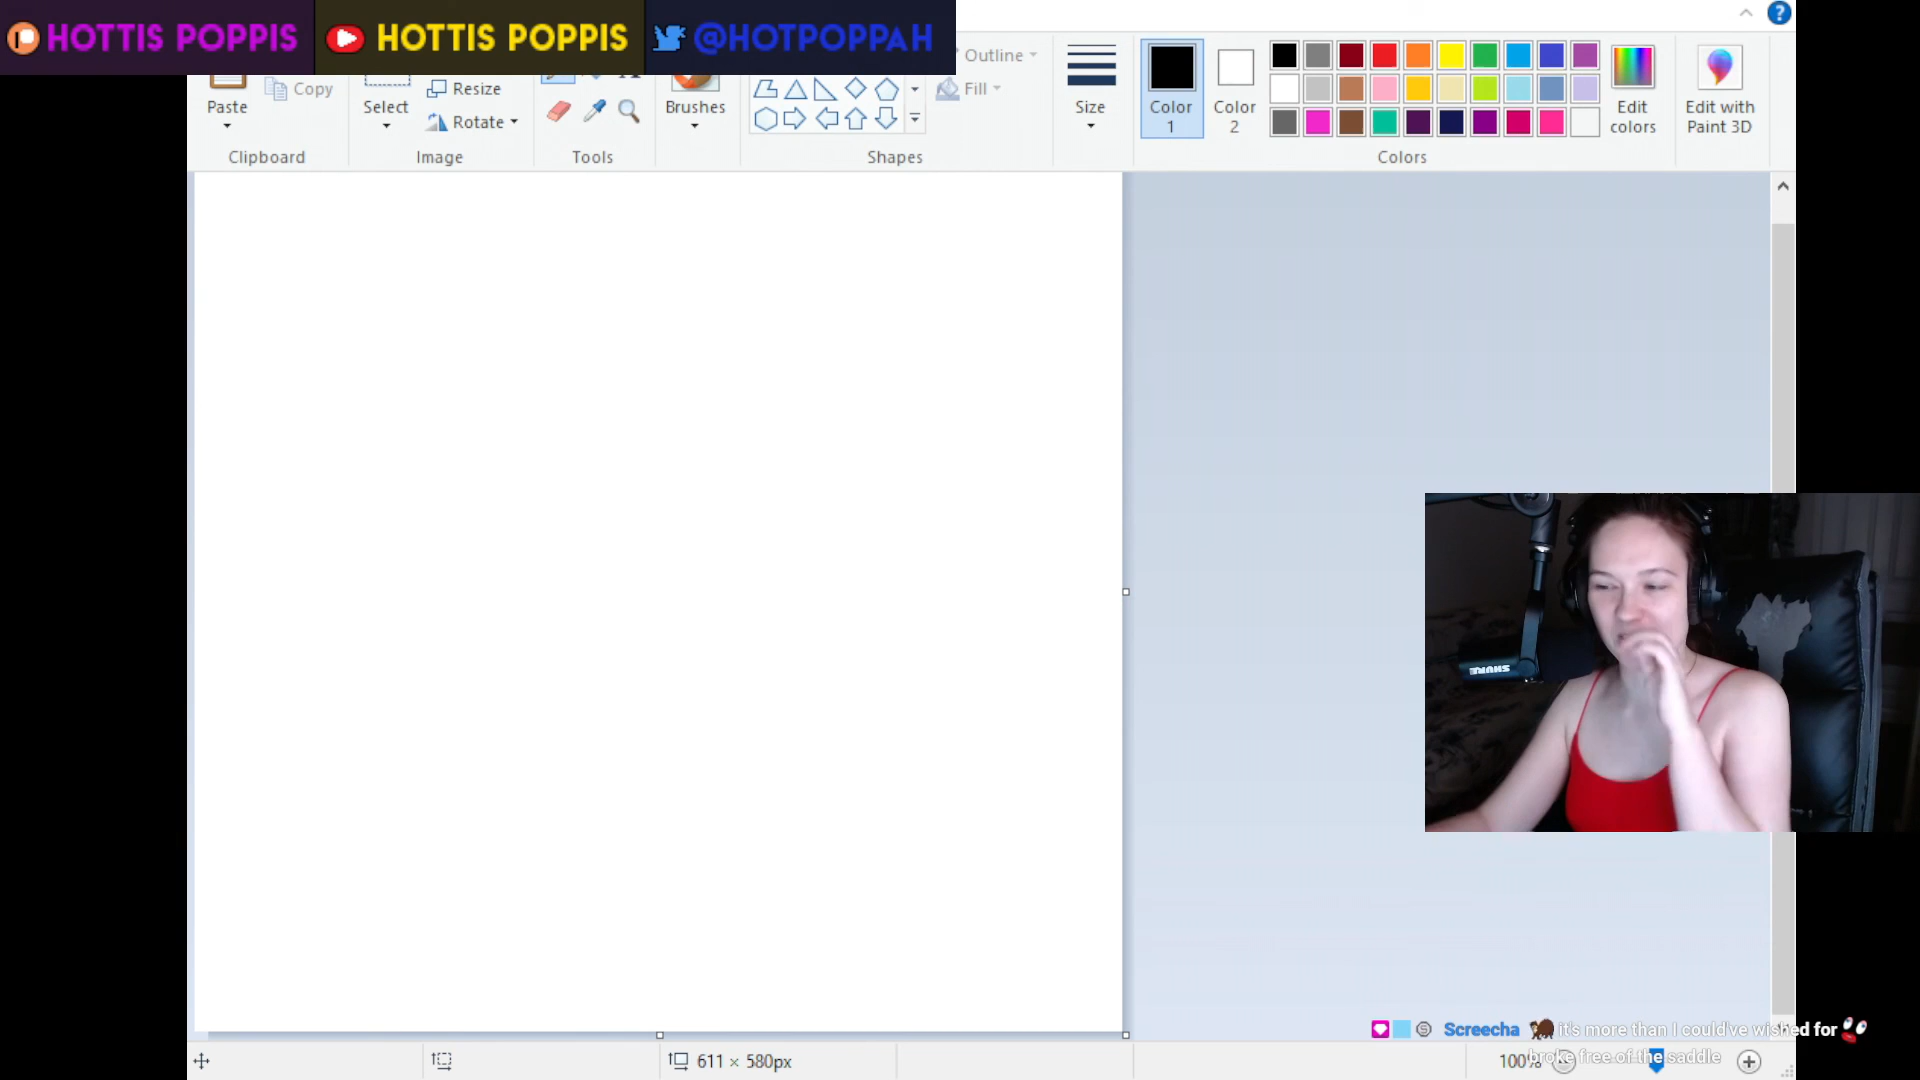 HOTTIS POPPIS
HOTTIS POPPIS
@HOTPOPPAH
Outline
Paste
Copy
Select
Resize
Rotate
Brushes
Fill
Size
Color 1
Color 2
Edit colors
Edit with Paint 3D
Clipboard
Image
Tools
Shapes
Colors
SHURE
Screecha it's more than I could've wished for
broke free of the saddle
611 × 580px
100%